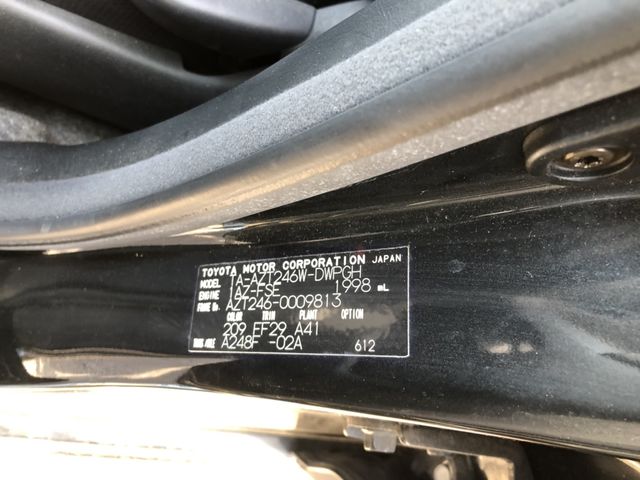 TOYOTA MOTOR CORPORATION JAPAN
MODEL TA-AZT246W-DWPGH
ENGINE 1AZ-FSE 1998 mL
FRAME No. AZT246-0009813
COLOR TRIM PLANT OPTION
209 EF29 A41
TRANS AXLE A248F -02A 612